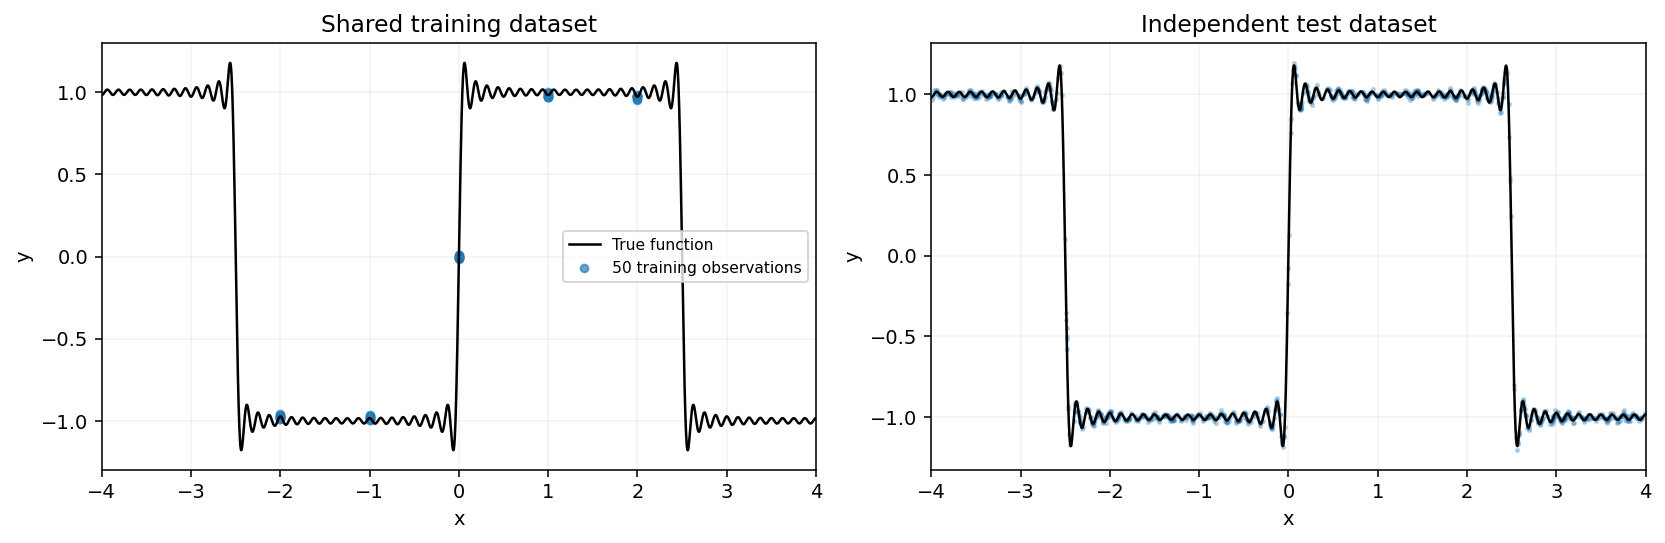 Shared training dataset
1.0
0.5
0.0
−0.5
−1.0
y
True function
50 training observations
−4 −3 −2 −1 0 1 2 3 4
x
Independent test dataset
1.0
0.5
0.0
−0.5
−1.0
y
−4 −3 −2 −1 0 1 2 3 4
x